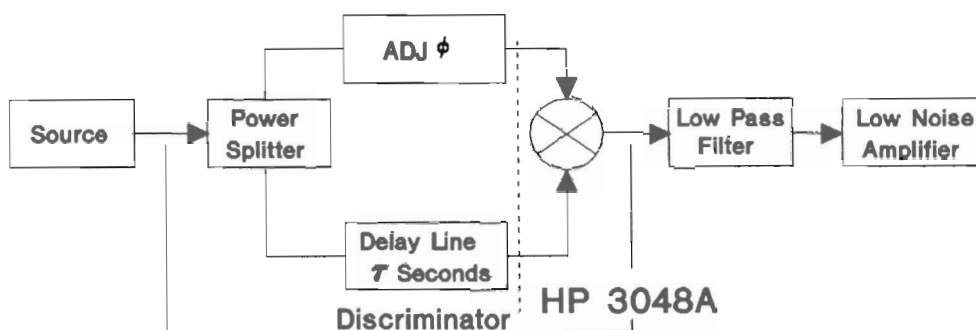 ADJ ϕ
Source
Power
Splitter
Low Pass
Filter
Low Noise
Amplifier
Delay Line
τ Seconds
Discriminator
HP 3048A